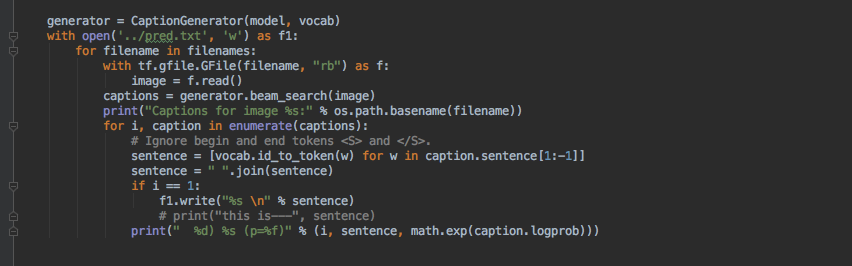 generator = CaptionGenerator(model, vocab)
with open('../pred.txt', 'w') as f1:
    for filename in filenames:
        with tf.gfile.GFile(filename, "rb") as f:
            image = f.read()
        captions = generator.beam_search(image)
        print("Captions for image %s:" % os.path.basename(filename))
        for i, caption in enumerate(captions):
            # Ignore begin and end tokens <S> and </S>.
            sentence = [vocab.id_to_token(w) for w in caption.sentence[1:-1]]
            sentence = " ".join(sentence)
            if i == 1:
                f1.write("%s \n" % sentence)
                # print("this is———", sentence)
            print("  %d) %s (p=%f)" % (i, sentence, math.exp(caption.logprob)))